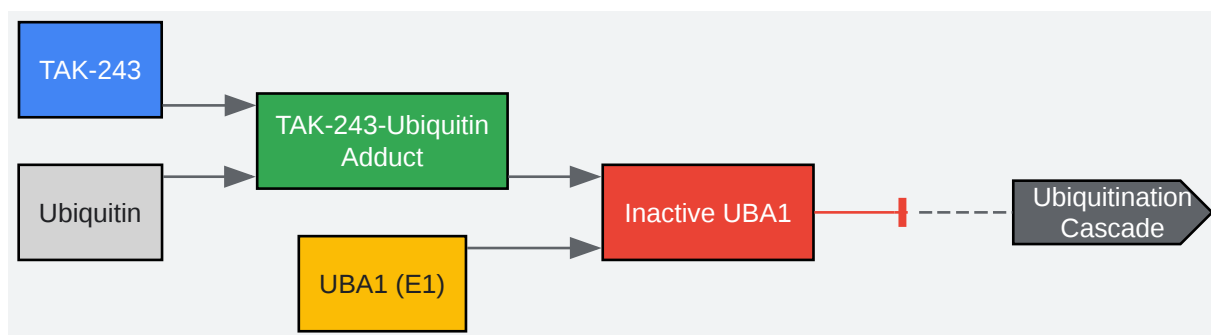 TAK-243
TAK-243-Ubiquitin
Adduct
Ubiquitin
Inactive UBA1
Ubiquitination
Cascade
UBA1 (E1)